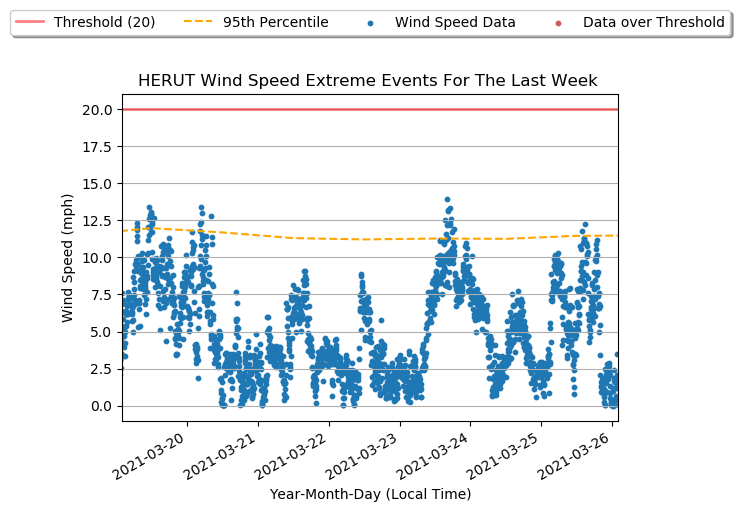 Threshold (20) 95th Percentile Wind Speed Data Data over Threshold
HERUT Wind Speed Extreme Events For The Last Week
Wind Speed (mph)
20.0
17.5
15.0
12.5
10.0
7.5
5.0
2.5
0.0
2021-03-20 2021-03-21 2021-03-22 2021-03-23 2021-03-24 2021-03-25 2021-03-26
Year-Month-Day (Local Time)